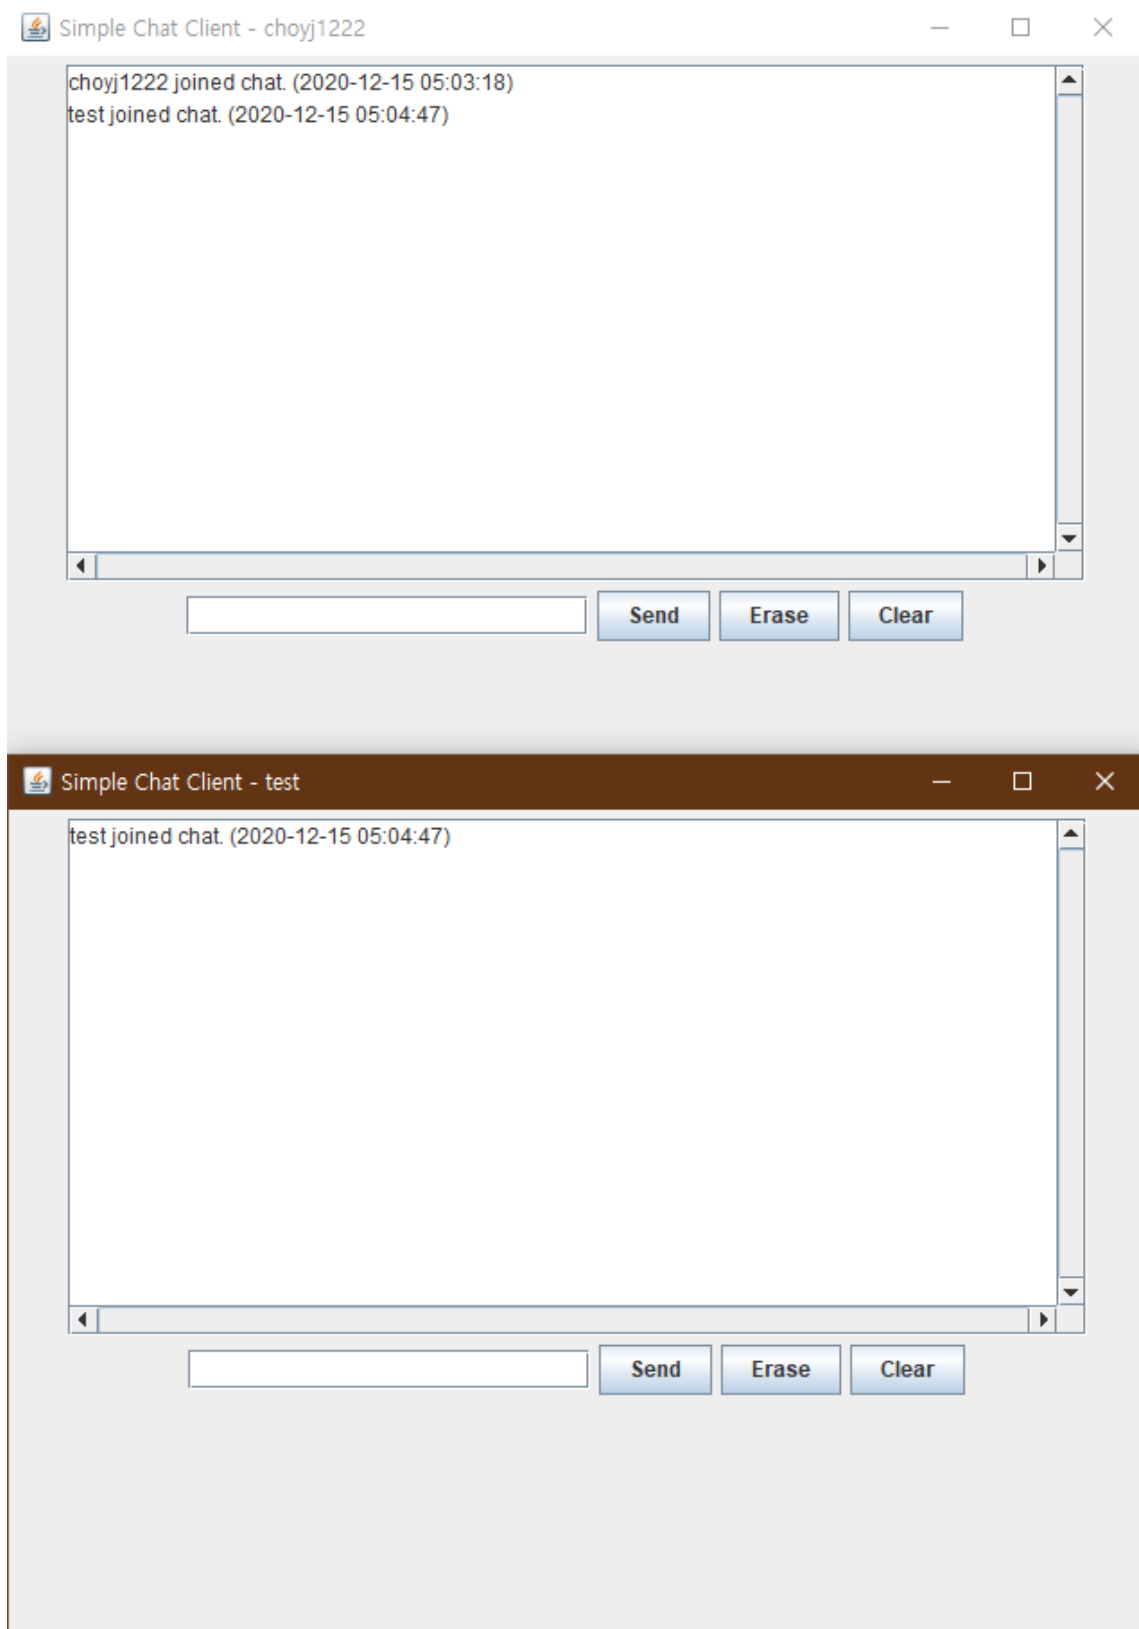 Simple Chat Client - choyj1222
choyj1222 joined chat. (2020-12-15 05:03:18)
test joined chat. (2020-12-15 05:04:47)
Send Erase Clear
Simple Chat Client - test
test joined chat. (2020-12-15 05:04:47)
Send Erase Clear